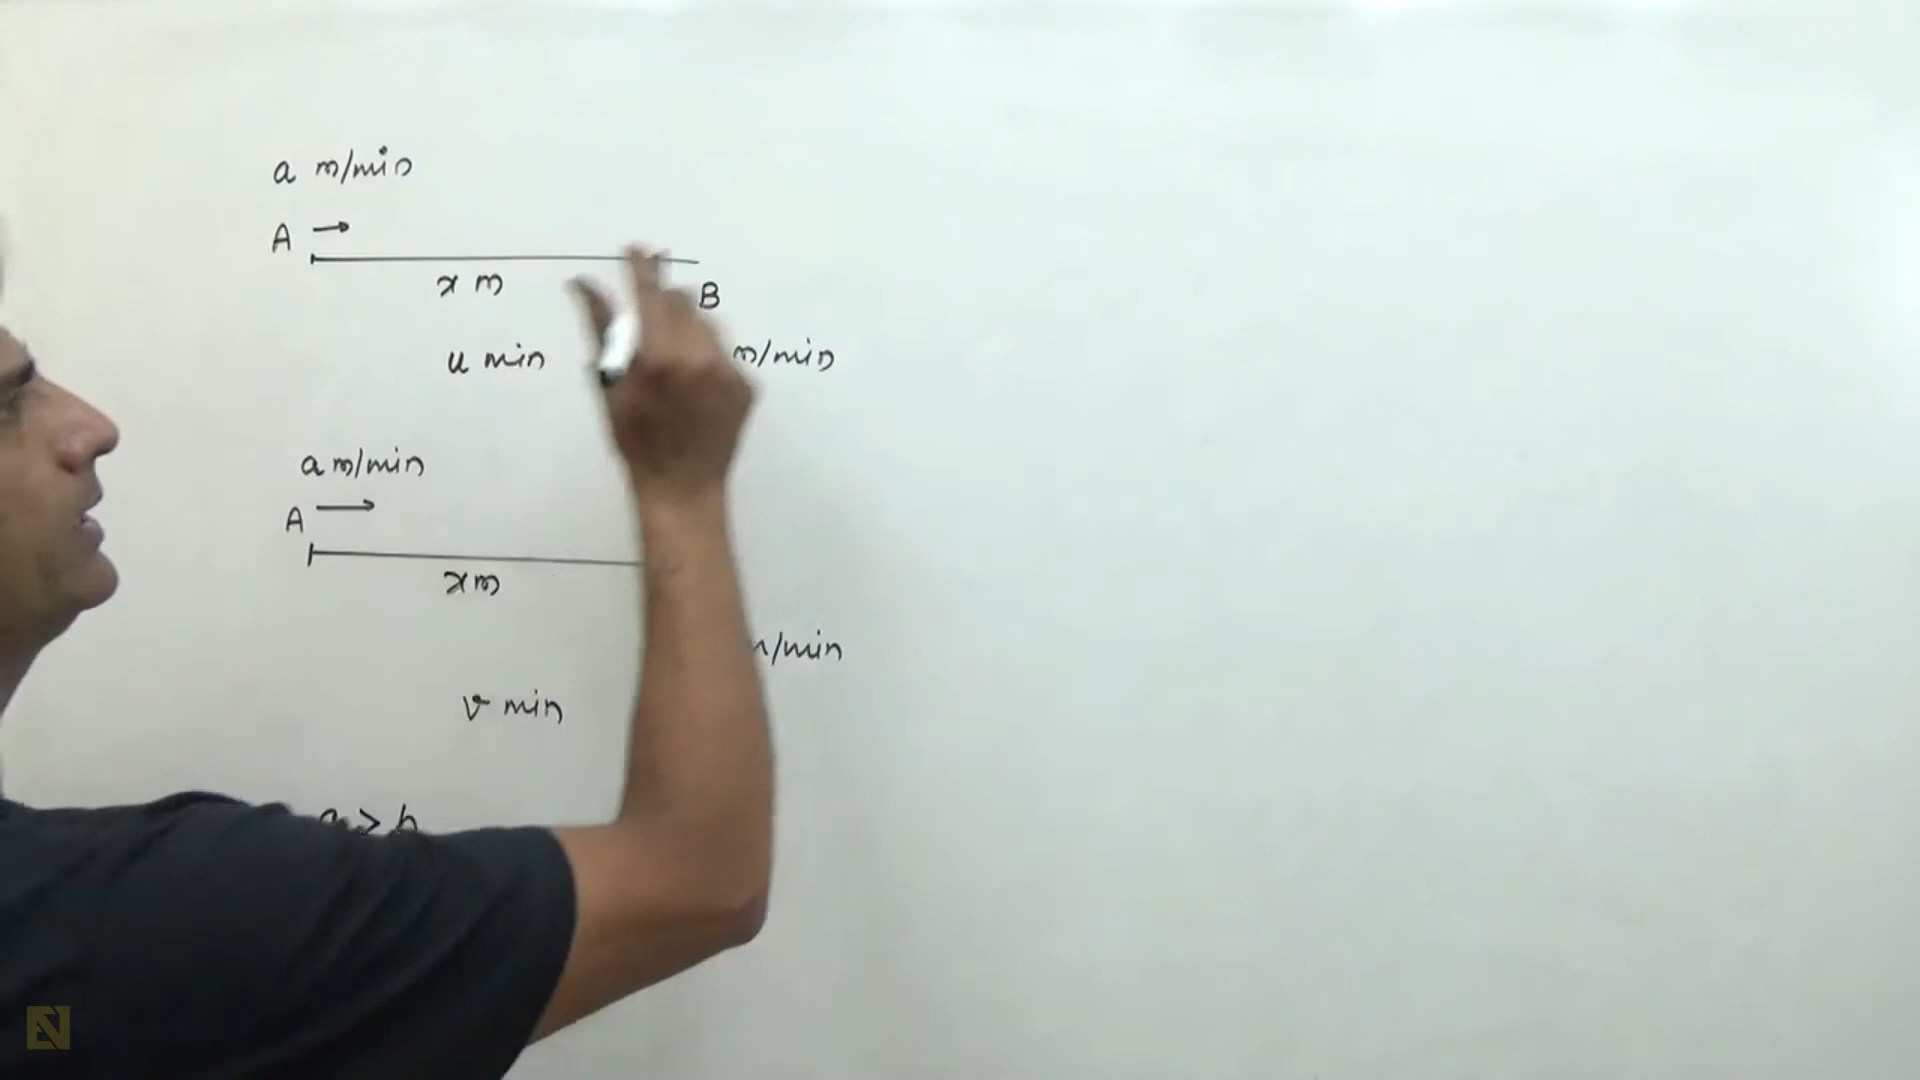 a m/min
A
x m
B
u min
m/min
a m/min
A
x m
m/min
v min
a > b